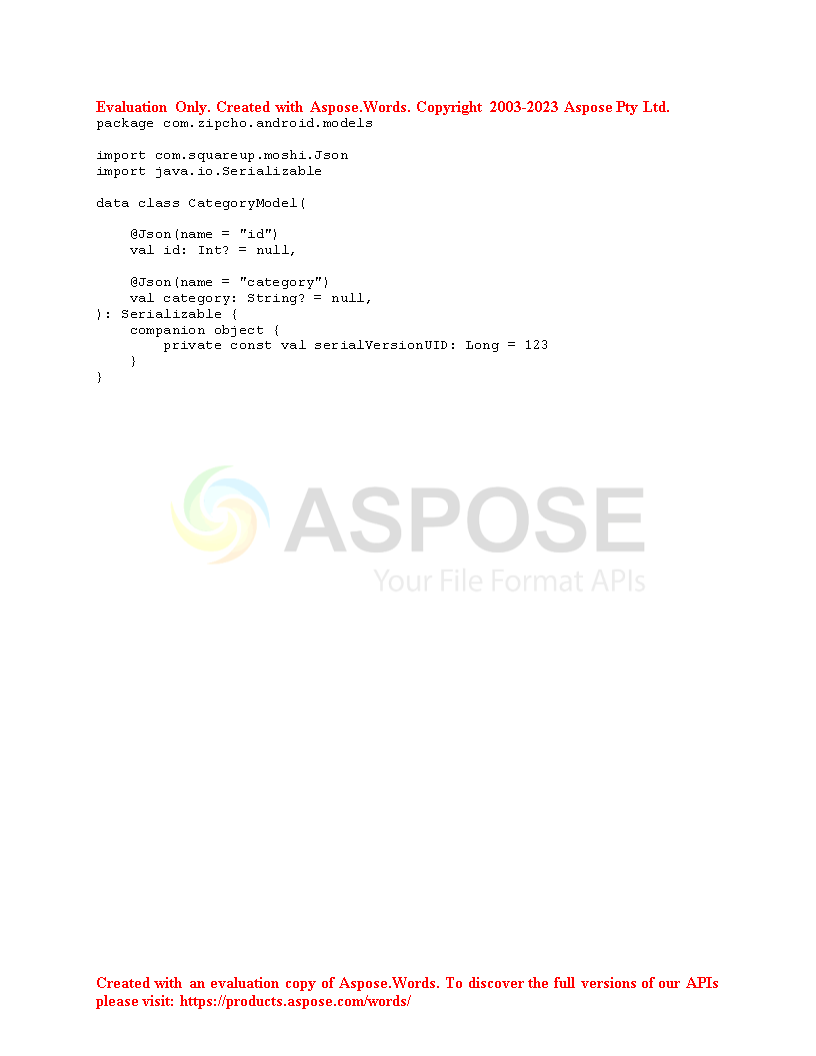 Evaluation Only. Created with Aspose.Words. Copyright 2003-2023 Aspose Pty Ltd.
package com.zipcho.android.models

import com.squareup.moshi.Json
import java.io.Serializable

data class CategoryModel(

    @Json(name = "id")
    val id: Int? = null,

    @Json(name = "category")
    val category: String? = null,
): Serializable {
    companion object {
        private const val serialVersionUID: Long = 123
    }
}
ASPOSE
Your File Format APIs
Created with an evaluation copy of Aspose.Words. To discover the full versions of our APIs
please visit: https://products.aspose.com/words/